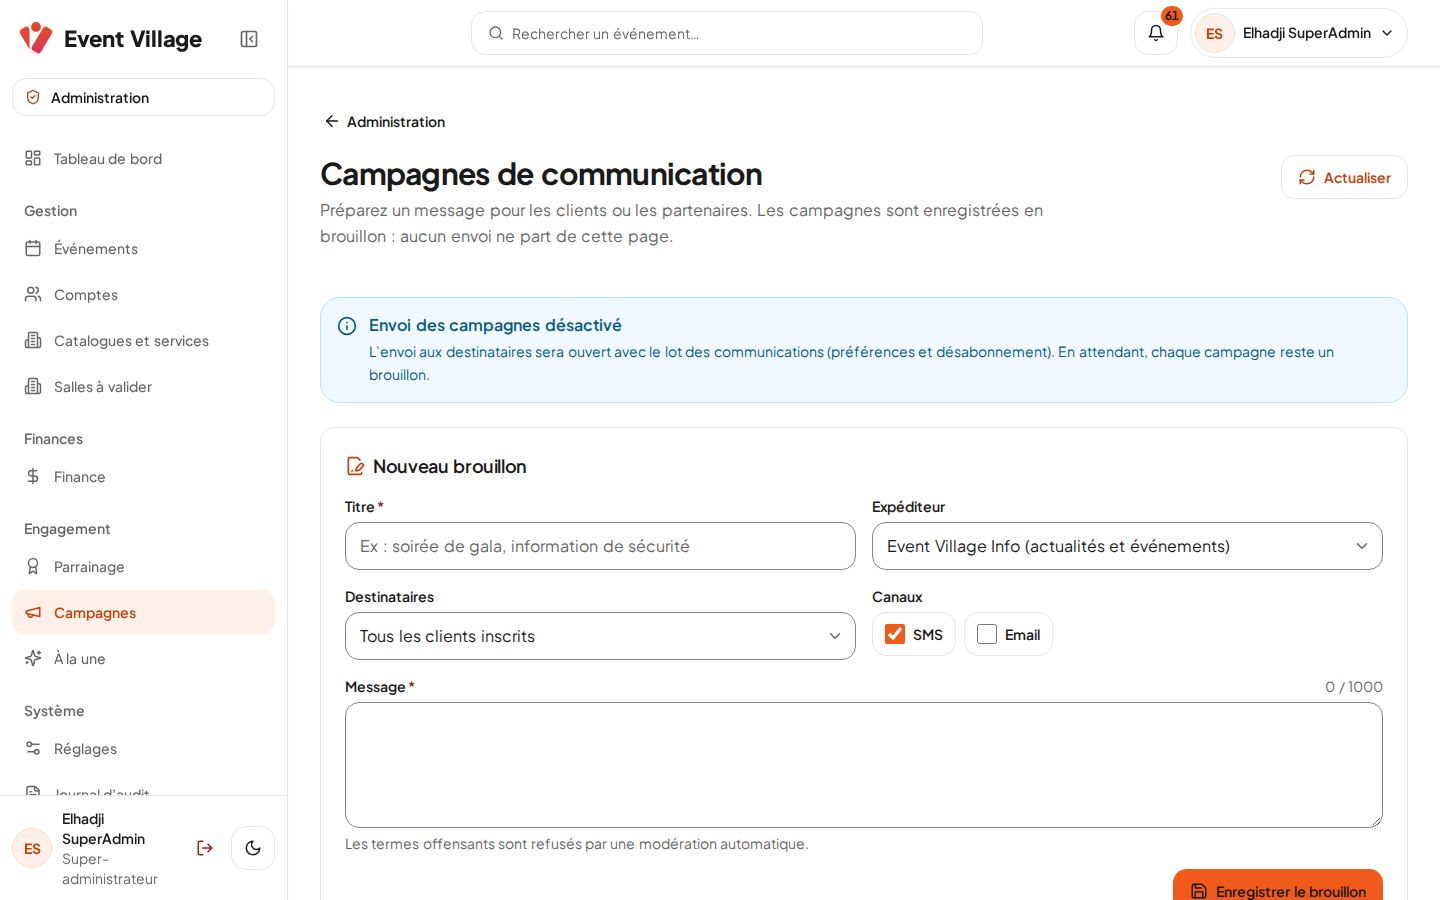 Event Village
Rechercher un événement…
61
ES
Elhadji SuperAdmin
Administration
Tableau de bord
Gestion
Événements
Comptes
Catalogues et services
Salles à valider
Finances
Finance
Engagement
Parrainage
Campagnes
À la une
Système
Réglages
Journal d’audit
ES
Elhadji
SuperAdmin
Super-
administrateur
Administration
Campagnes de communication
Actualiser
Préparez un message pour les clients ou les partenaires. Les campagnes sont enregistrées en
brouillon : aucun envoi ne part de cette page.
Envoi des campagnes désactivé
L’envoi aux destinataires sera ouvert avec le lot des communications (préférences et désabonnement). En attendant, chaque campagne reste un
brouillon.
Nouveau brouillon
Titre *
Expéditeur
Ex : soirée de gala, information de sécurité
Event Village Info (actualités et événements)
Destinataires
Canaux
Tous les clients inscrits
SMS
Email
Message *
0 / 1000
Les termes offensants sont refusés par une modération automatique.
Enregistrer le brouillon